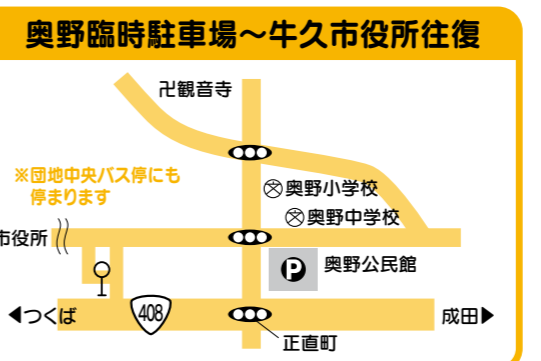 奥野臨時駐車場～牛久市役所往復
卍観音寺
※団地中央バス停にも
停まります
奥野小学校
奥野中学校
市役所
P
奥野公民館
◀つくば
408
成田▶
正直町